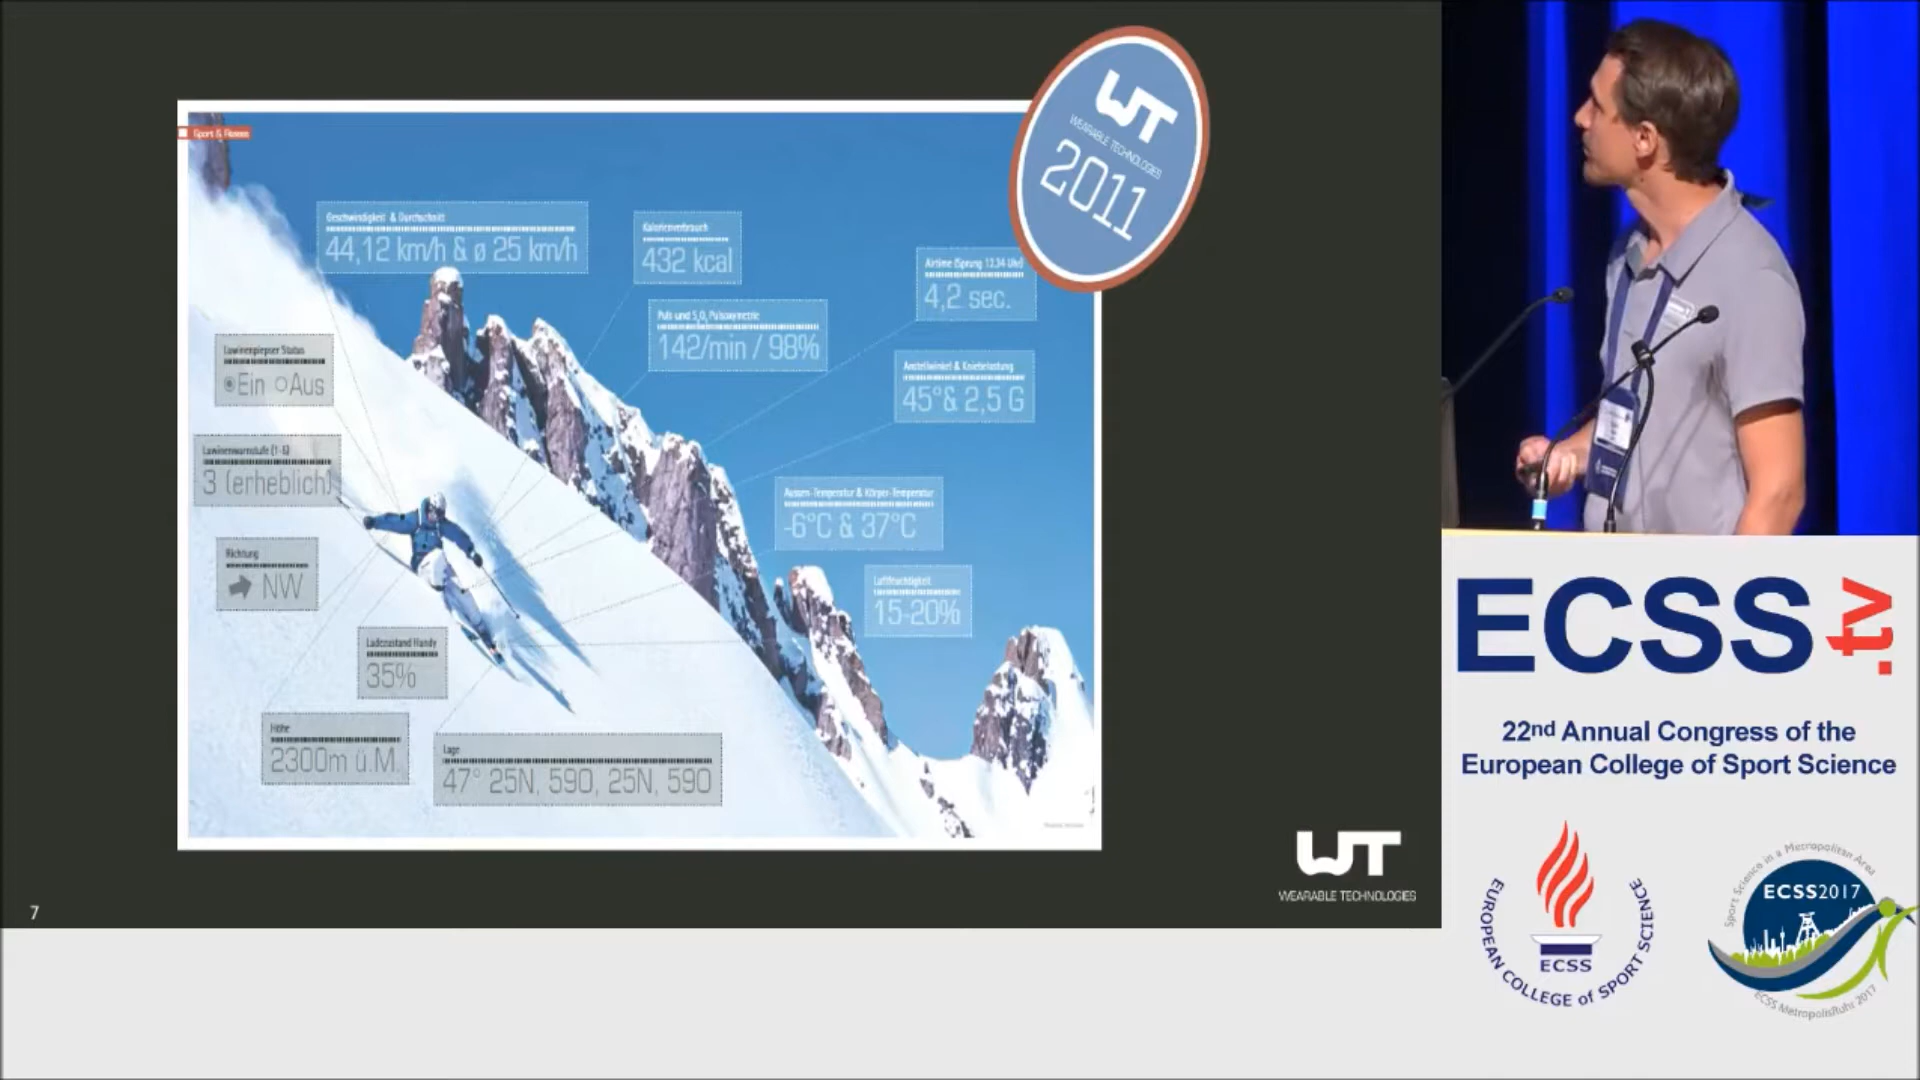 Sport & Fitness
WT
WEARABLE TECHNOLOGIES
2011
Geschwindigkeit & Durchschnitt
44,12 km/h & ø 25 km/h
Kalorienverbrauch
432 kcal
Airtime (Sprung 13.34 Uhr)
4,2 sec.
Puls und S,O, Pulsoxymetrie
142/min / 98%
Lawinenpiepser Status
Ein Aus
Anstellwinkel & Kniebelastung
45°& 2,5 G
Lawinenwarnstufe (1-5)
3 (erheblich)
Aussen-Temperatur & Körper-Temperatur
-6°C & 37°C
Richtung
NW
Luftfeuchtigkeit
15-20%
Ladezustand Handy
35%
Höhe
2300m ü.M.
Lage
47° 25N, 590, 25N, 590
WT
WEARABLE TECHNOLOGIES
7
ECSS.tv
22nd Annual Congress of the
European College of Sport Science
EUROPEAN COLLEGE of SPORT SCIENCE
ECSS
Sport Science in a Metropolitan Area
ECSS2017
ECSS MetropolisRuhr 2017